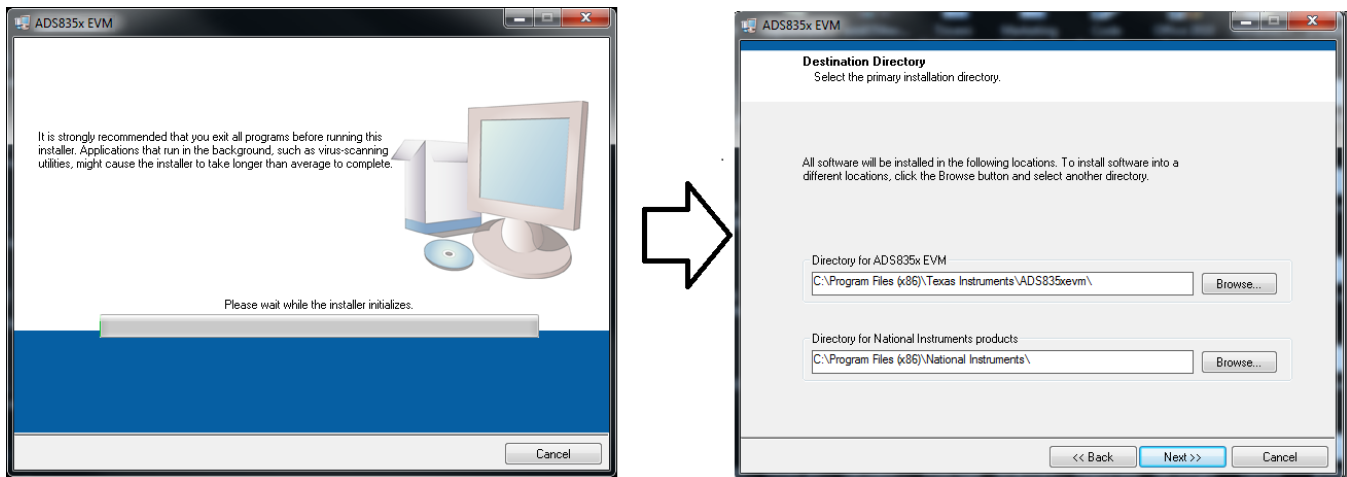 ADS835x EVM
It is strongly recommended that you exit all programs before running this
installer. Applications that run in the background, such as virus-scanning
utilities, might cause the installer to take longer than average to complete.
Please wait while the installer initializes.
Cancel
ADS835x EVM
Destination Directory
Select the primary installation directory.
All software will be installed in the following locations. To install software into a
different locations, click the Browse button and select another directory.
Directory for ADS835x EVM
C:\Program Files (x86)\Texas Instruments\ADS835xevm\
Browse...
Directory for National Instruments products
C:\Program Files (x86)\National Instruments\
Browse...
<< Back Next >> Cancel